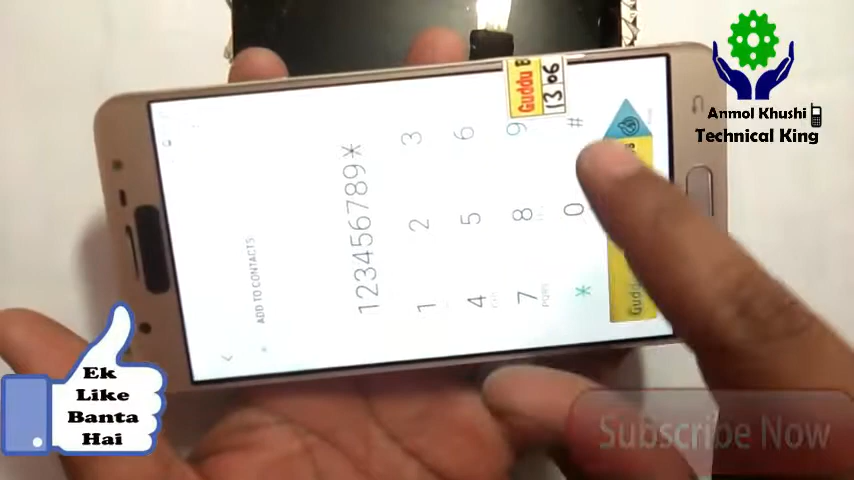 Anmol Khushi
Technical King
Guddu B
13 06
ADD TO CONTACTS
123456789*
1 2 3
4 5 6
7 8 9
PQRS
* 0 #
Ek
Like
Banta
Hai
Subscribe Now